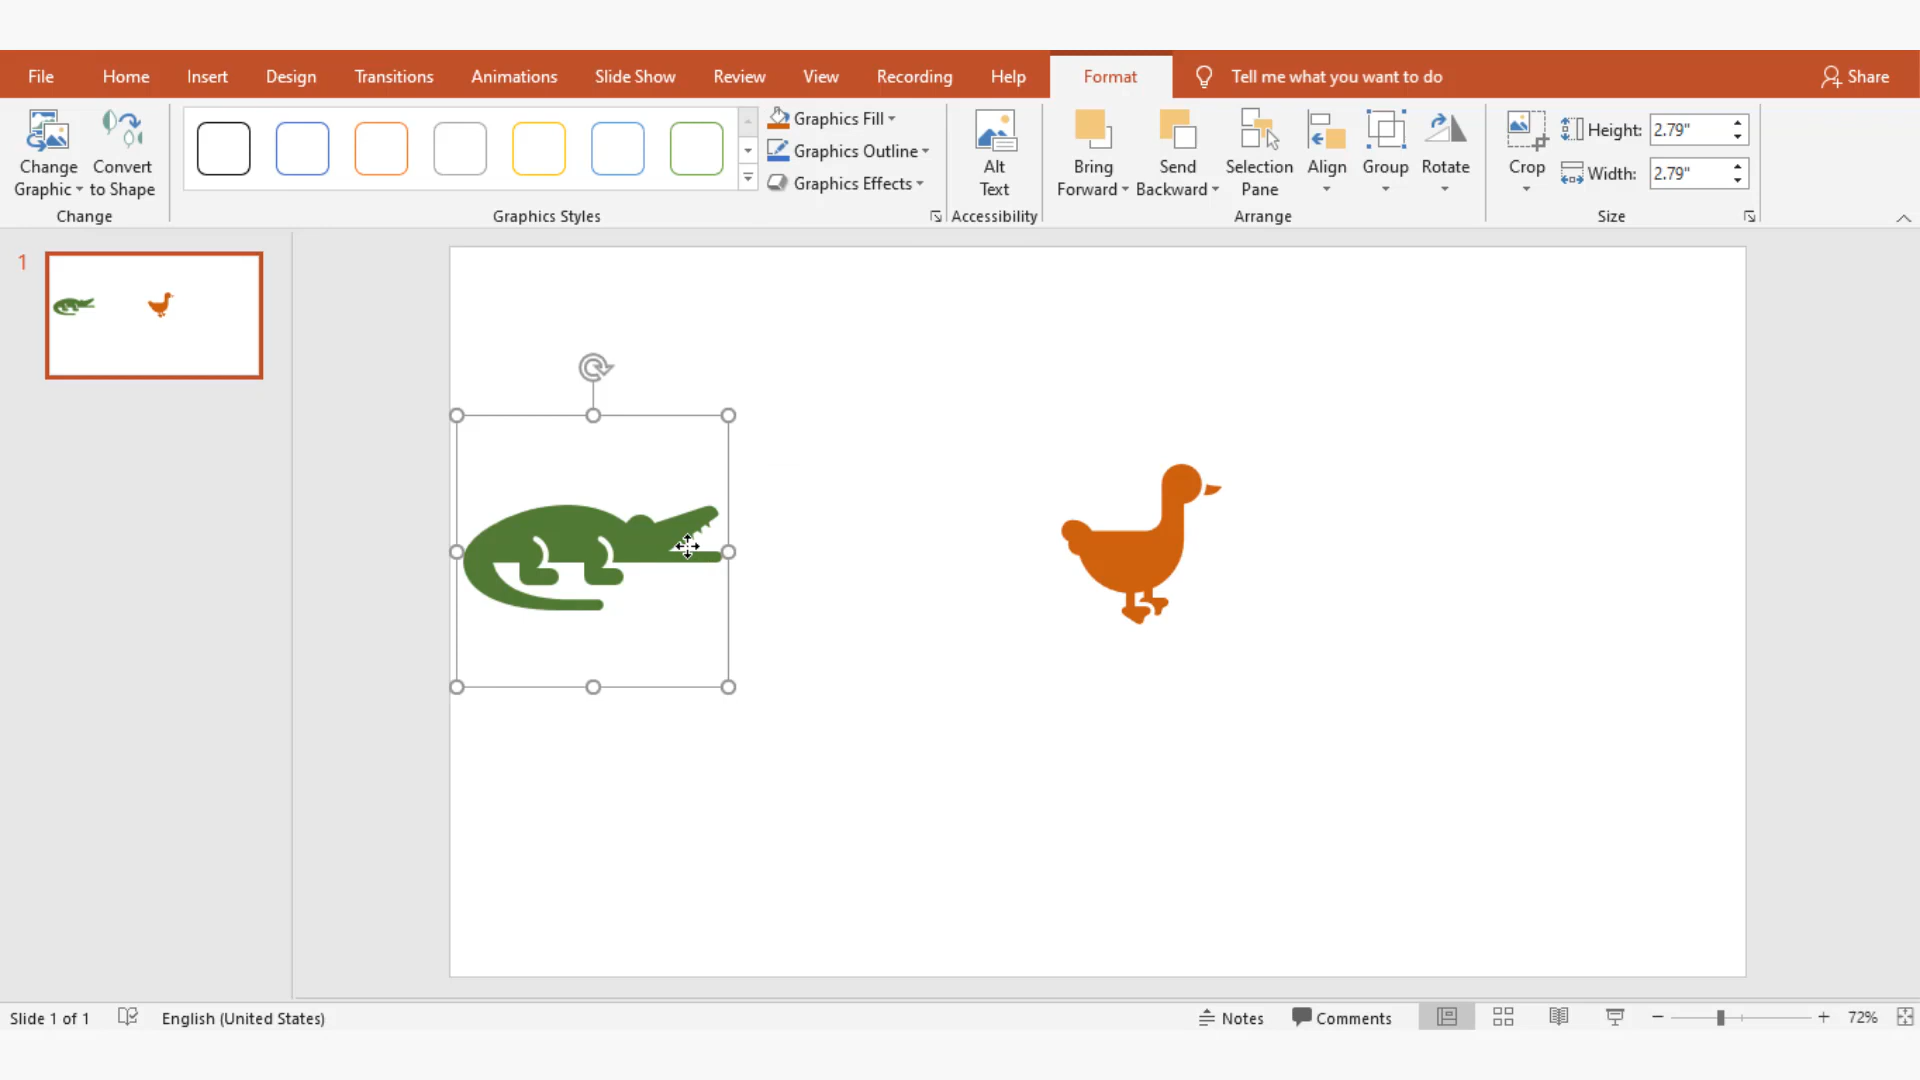 File Home Insert Design Transitions Animations Slide Show Review View Recording Help Format Tell me what you want to do Share
Change Graphic
Convert to Shape
Change
Graphics Fill
Graphics Outline
Graphics Effects
Graphics Styles
Alt Text
Accessibility
Bring Forward
Send Backward
Selection Pane
Align
Group
Rotate
Arrange
Crop
Height: 2.79"
Width: 2.79"
Size
1
Slide 1 of 1 English (United States) Notes Comments 72%